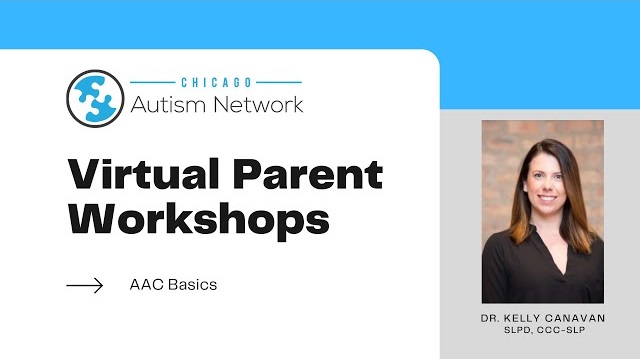 CHICAGO
Autism Network
Virtual Parent
Workshops
AAC Basics
DR. KELLY CANAVAN
SLPD, CCC-SLP